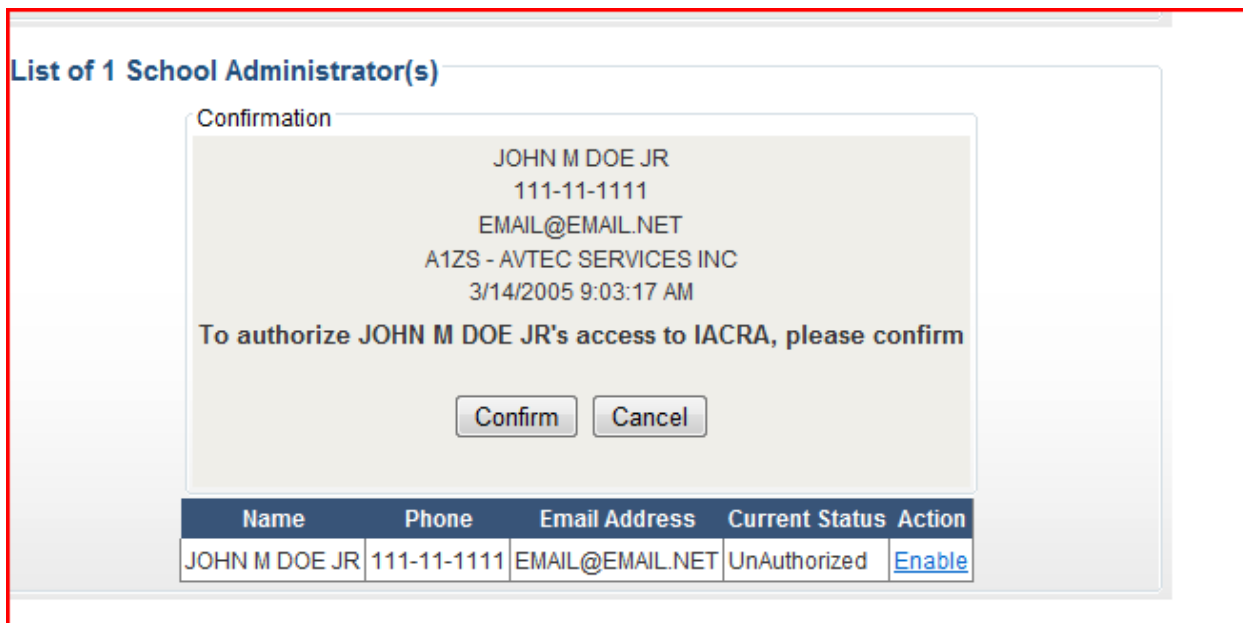 List of 1 School Administrator(s)
Confirmation
JOHN M DOE JR
111-11-1111
EMAIL@EMAIL.NET
A1ZS - AVTEC SERVICES INC
3/14/2005 9:03:17 AM
To authorize JOHN M DOE JR's access to IACRA, please confirm
Confirm Cancel
Name Phone Email Address Current Status Action
JOHN M DOE JR 111-11-1111 EMAIL@EMAIL.NET UnAuthorized Enable